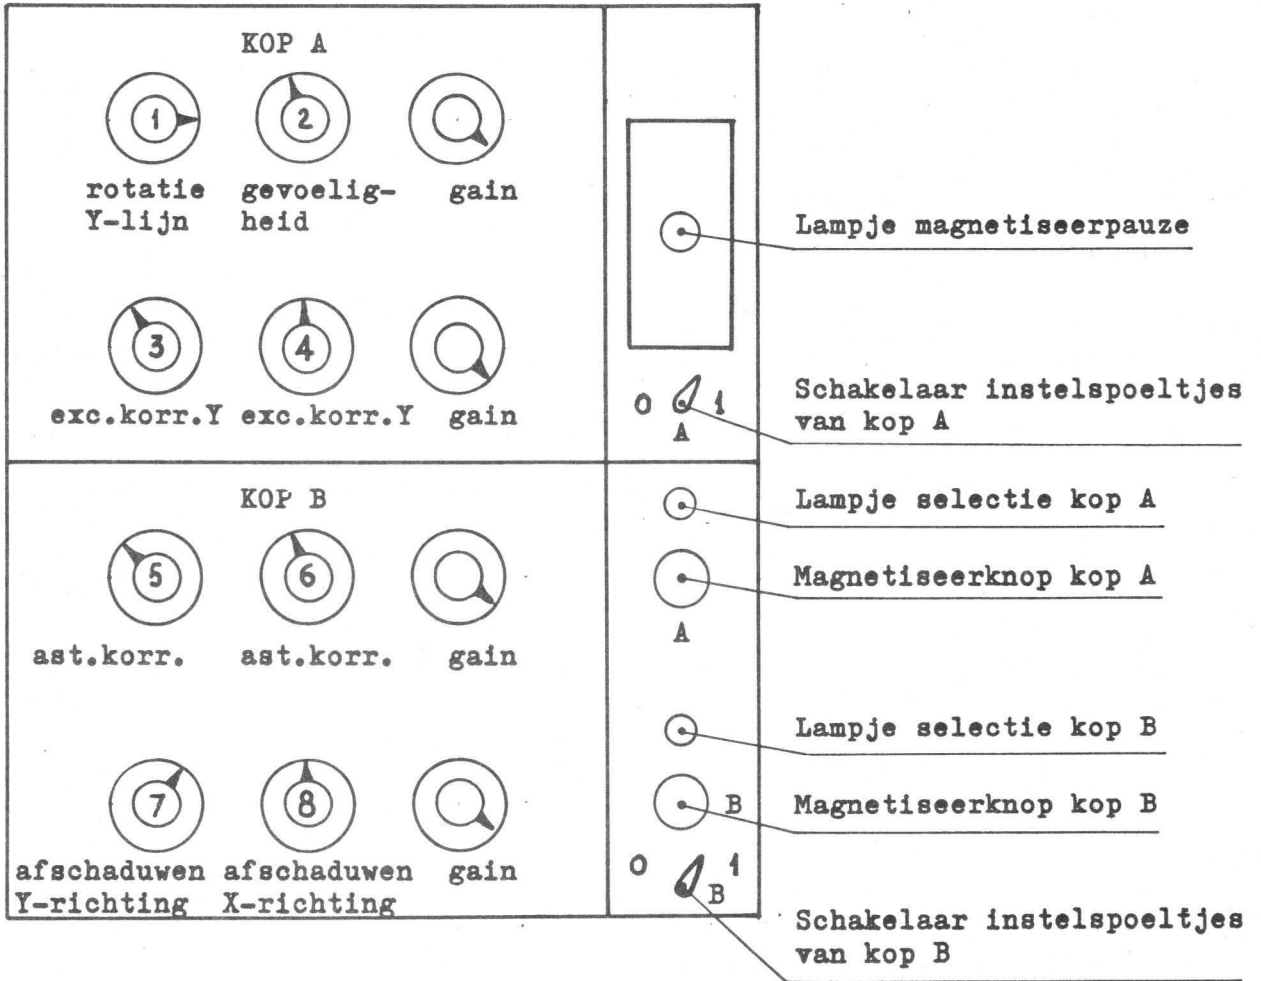 KOP A
1 2
rotatie gevoelig- gain
Y-lijn heid
Lampje magnetiseerpauze
3 4
exc.korr.Y exc.korr.Y gain
0 1
A
Schakelaar instelspoeltjes
van kop A
KOP B
Lampje selectie kop A
5 6
Magnetiseerknop kop A
A
ast.korr. ast.korr. gain
Lampje selectie kop B
7 8
B
Magnetiseerknop kop B
afschaduwen afschaduwen gain
Y-richting X-richting
0 1
B
Schakelaar instelspoeltjes
van kop B